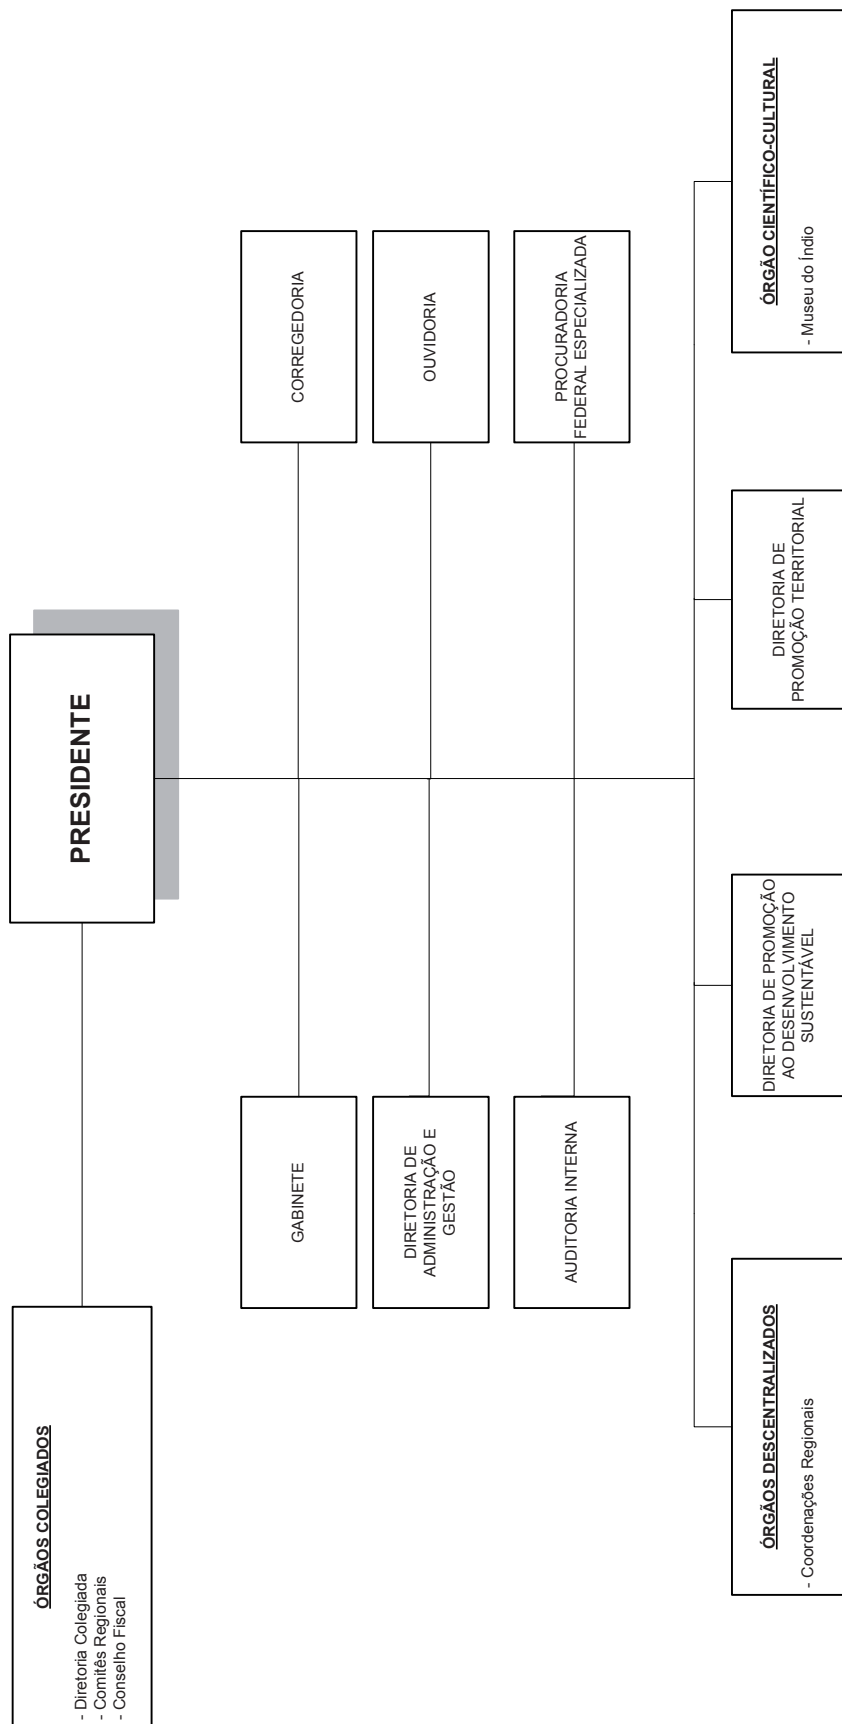 PRESIDENTE
ÓRGÃOS COLEGIADOS
- Diretoria Colegiada
- Comitês Regionais
- Conselho Fiscal
GABINETE
CORREGEDORIA
DIRETORIA DE
ADMINISTRAÇÃO E
GESTÃO
OUVIDORIA
AUDITORIA INTERNA
PROCURADORIA
FEDERAL ESPECIALIZADA
ÓRGÃOS DESCENTRALIZADOS
- Coordenações Regionais
DIRETORIA DE PROMOÇÃO
AO DESENVOLVIMENTO
SUSTENTÁVEL
DIRETORIA DE
PROMOÇÃO TERRITORIAL
ÓRGÃO CIENTÍFICO-CULTURAL
- Museu do Índio